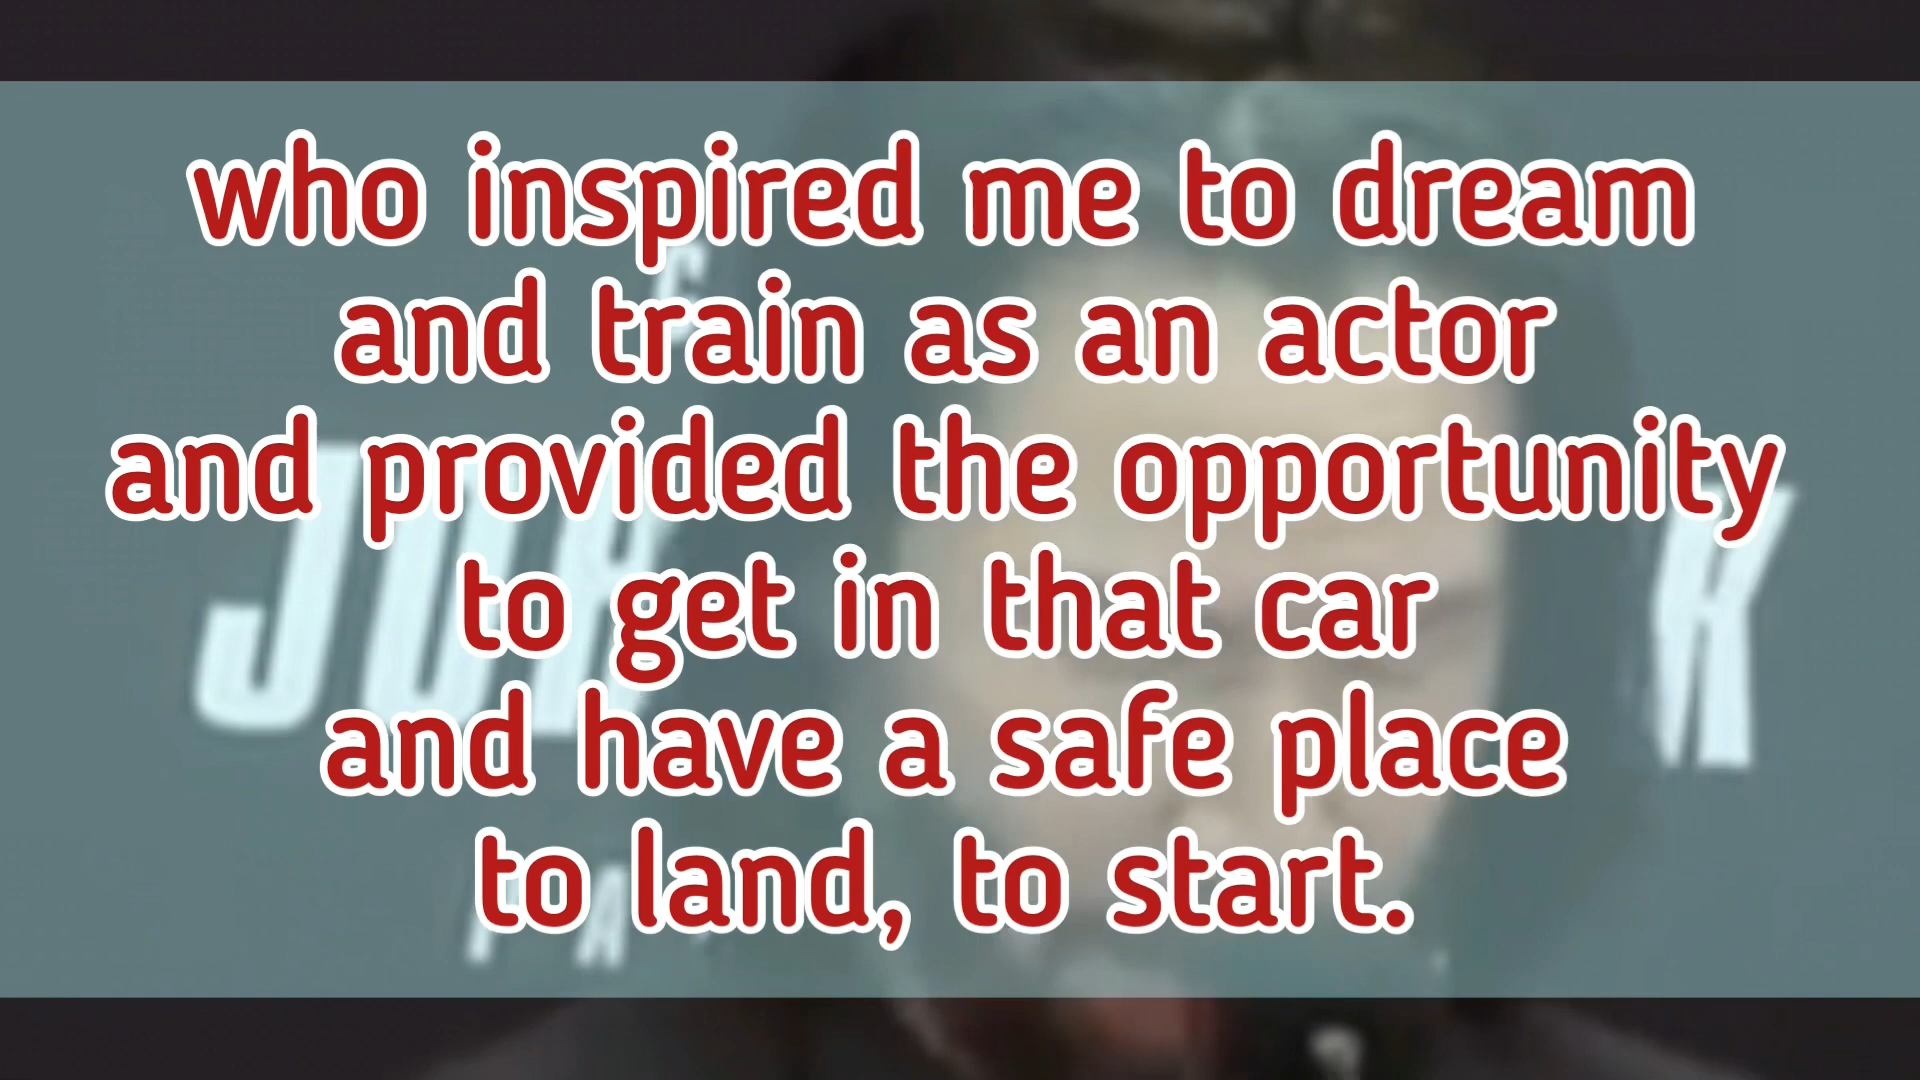 who inspired me to dream
and train as an actor
and provided the opportunity
to get in that car
and have a safe place
to land, to start.